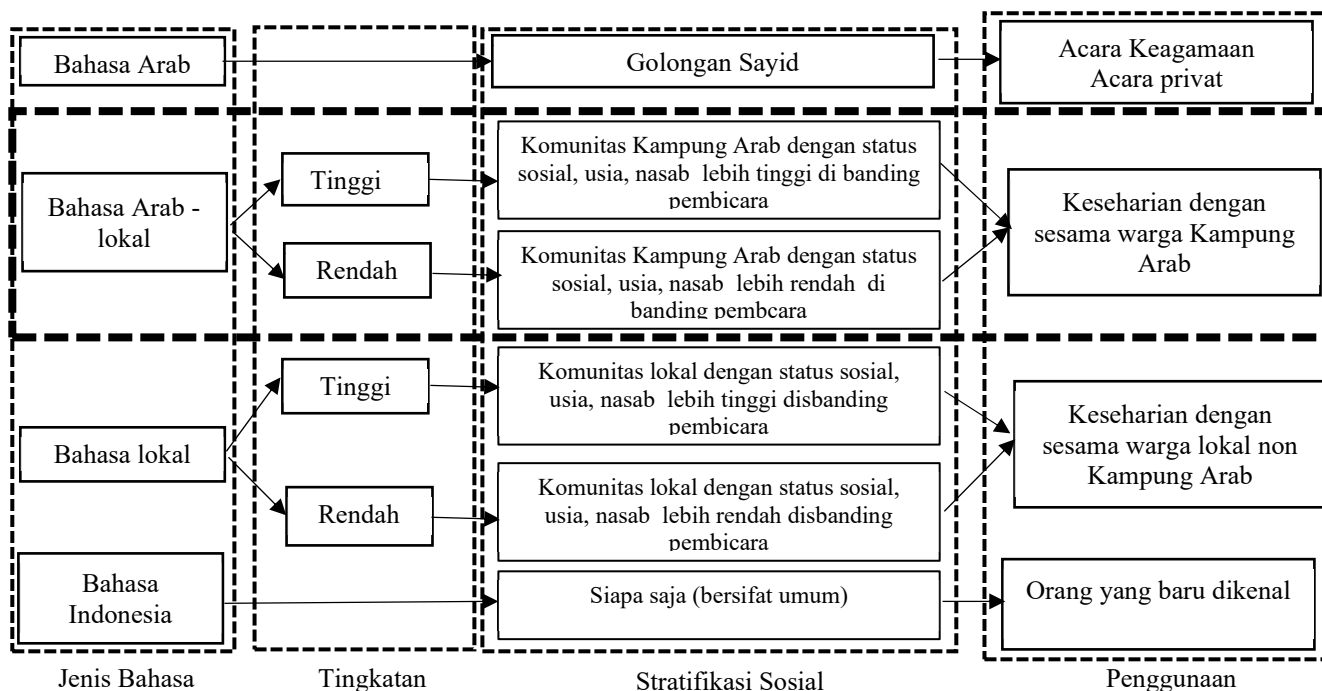 Bahasa Arab
Golongan Sayid
Acara Keagamaan
Acara privat
Bahasa Arab -
lokal
Tinggi
Komunitas Kampung Arab dengan status
sosial, usia, nasab lebih tinggi di banding
pembicara
Rendah
Komunitas Kampung Arab dengan status
sosial, usia, nasab lebih rendah di
banding pembcara
Keseharian dengan
sesama warga Kampung
Arab
Bahasa lokal
Tinggi
Komunitas lokal dengan status sosial,
usia, nasab lebih tinggi disbanding
pembicara
Rendah
Komunitas lokal dengan status sosial,
usia, nasab lebih rendah disbanding
pembicara
Keseharian dengan
sesama warga lokal non
Kampung Arab
Bahasa
Indonesia
Siapa saja (bersifat umum)
Orang yang baru dikenal
Jenis Bahasa
Tingkatan
Stratifikasi Sosial
Penggunaan